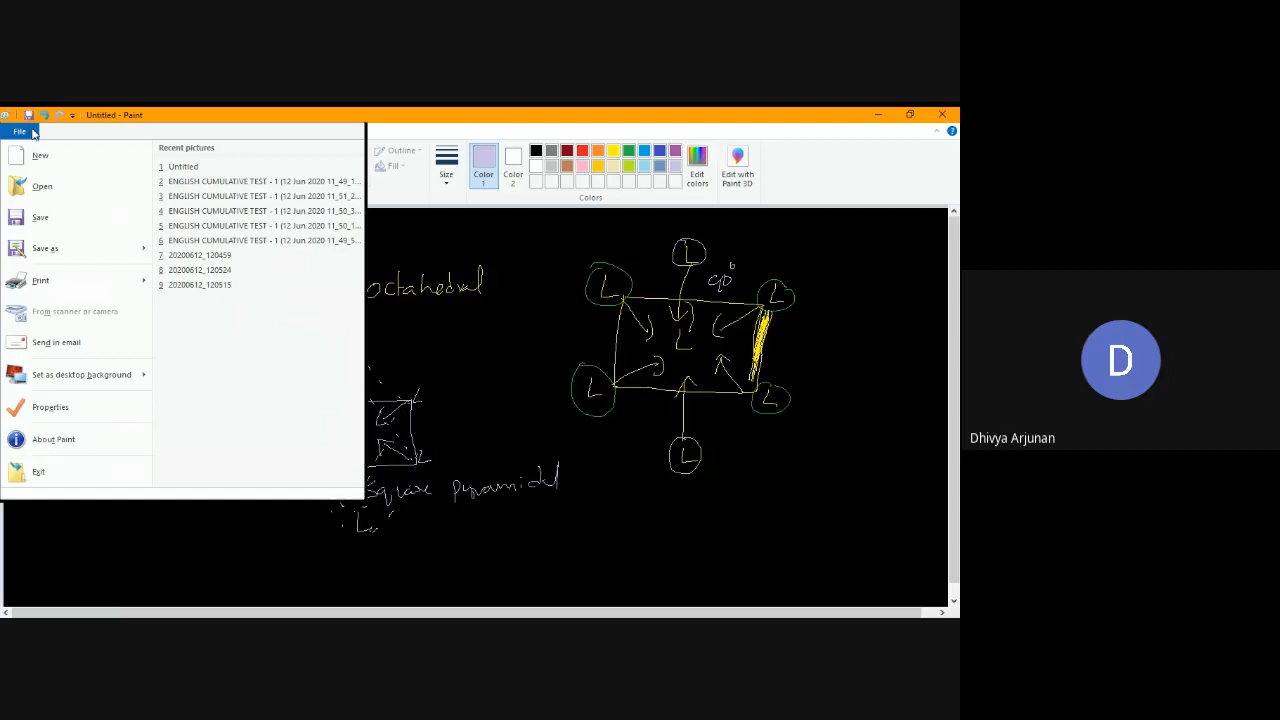 Untitled - Paint
File
New
Open
Save
Save as
Print
From scanner or camera
Send in email
Set as desktop background
Properties
About Paint
Exit
Recent pictures
1 Untitled
2 ENGLISH CUMULATIVE TEST - 1 (12 Jun 2020 11_49_1...
3 ENGLISH CUMULATIVE TEST - 1 (12 Jun 2020 11_51_2...
4 ENGLISH CUMULATIVE TEST - 1 (12 Jun 2020 11_50_3...
5 ENGLISH CUMULATIVE TEST - 1 (12 Jun 2020 11_50_1...
6 ENGLISH CUMULATIVE TEST - 1 (12 Jun 2020 11_49_5...
7 20200612_120459
8 20200612_120524
9 20200612_120515
Outline
Fill
Size
Color 1
Color 2
Edit colors
Edit with Paint 3D
Colors
octahedral
L
90°
L
L
L
L
L
L
L
L
Square pyramidal
D
Dhivya Arjunan